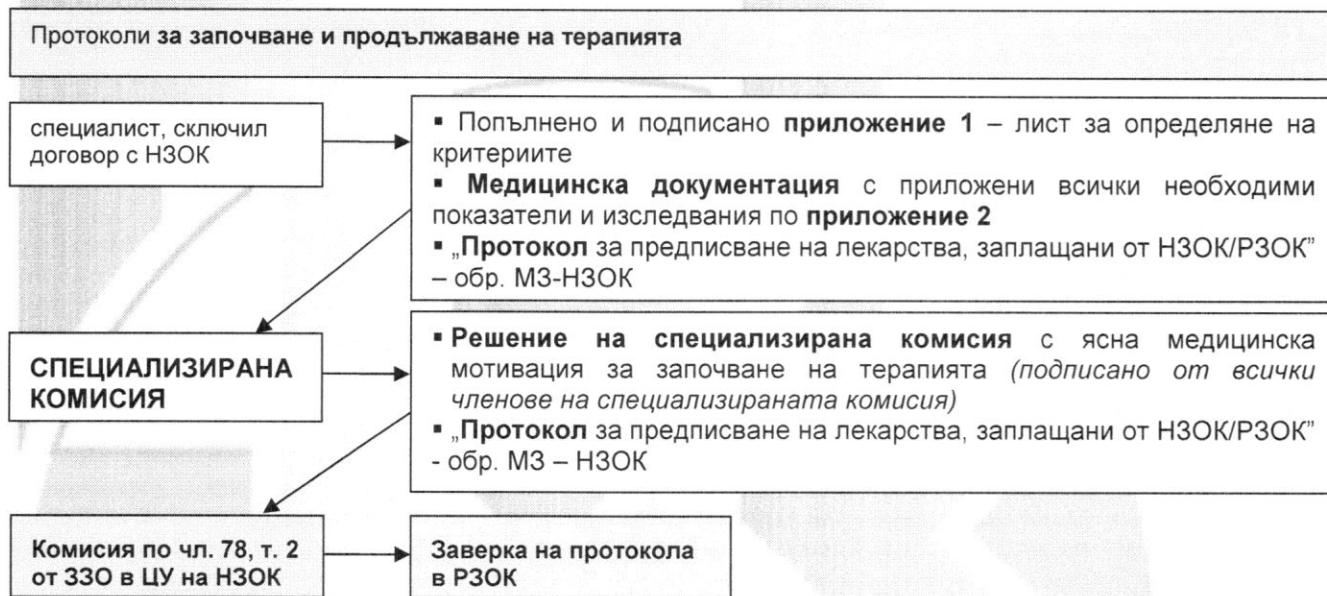 Протоколи за започване и продължаване на терапията
специалист, сключил
договор с НЗОК
▪ Попълнено и подписано приложение 1 – лист за определяне на
критериите
▪ Медицинска документация с приложени всички необходими
показатели и изследвания по приложение 2
▪ „Протокол за предписване на лекарства, заплащани от НЗОК/РЗОК”
– обр. МЗ-НЗОК
СПЕЦИАЛИЗИРАНА
КОМИСИЯ
▪ Решение на специализирана комисия с ясна медицинска
мотивация за започване на терапията (подписано от всички
членове на специализираната комисия)
▪ „Протокол за предписване на лекарства, заплащани от НЗОК/РЗОК”
- обр. МЗ – НЗОК
Комисия по чл. 78, т. 2
от ЗЗО в ЦУ на НЗОК
Заверка на протокола
в РЗОК